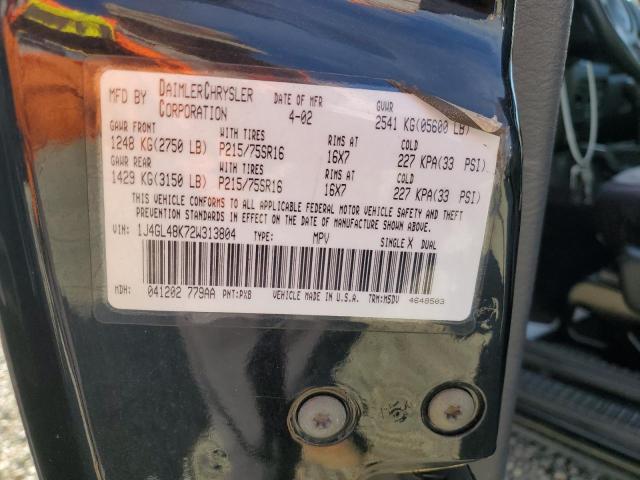 MFD BY DAIMLERCHRYSLER CORPORATION DATE OF MFR 4-02 GVWR 2541 KG(05600 LB)
GAWR FRONT WITH TIRES RIMS AT COLD
1248 KG(2750 LB) P215/75SR16 16X7 227 KPA(33 PSI)
GAWR REAR WITH TIRES RIMS AT COLD
1429 KG(3150 LB) P215/75SR16 16X7 227 KPA(33 PSI)
THIS VEHICLE CONFORMS TO ALL APPLICABLE FEDERAL MOTOR VEHICLE SAFETY AND THEFT
PREVENTION STANDARDS IN EFFECT ON THE DATE OF MANUFACTURE SHOWN ABOVE.
VIN: 1J4GL48K72W313804 TYPE: MPV SINGLE X DUAL
MDH: 041202 779AA PNT:PX8 VEHICLE MADE IN U.S.A. TRM:MSDV 4648503